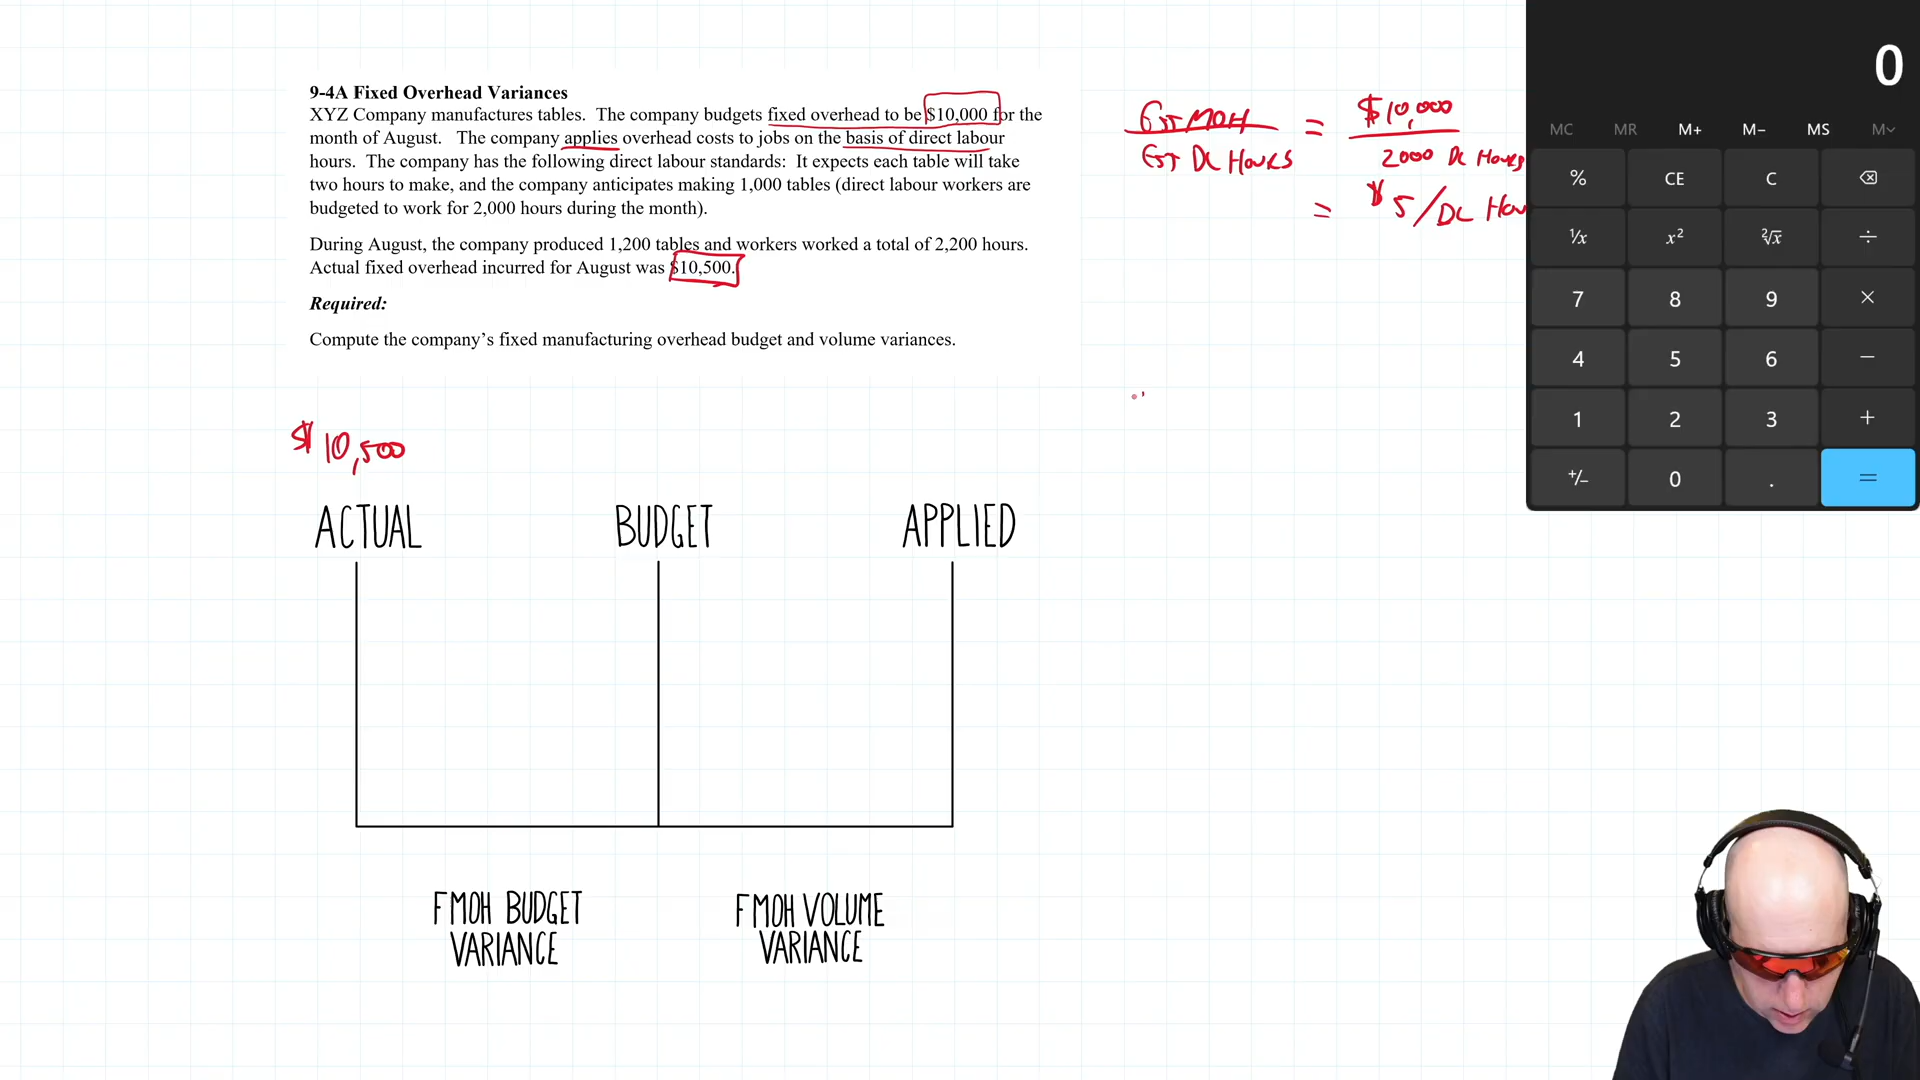 9-4A Fixed Overhead Variances
XYZ Company manufactures tables. The company budgets fixed overhead to be $10,000 for the
month of August. The company applies overhead costs to jobs on the basis of direct labour
hours. The company has the following direct labour standards: It expects each table will take
two hours to make, and the company anticipates making 1,000 tables (direct labour workers are
budgeted to work for 2,000 hours during the month).
During August, the company produced 1,200 tables and workers worked a total of 2,200 hours.
Actual fixed overhead incurred for August was $10,500.
Required:
Compute the company’s fixed manufacturing overhead budget and volume variances.
Est MOH = $10,000
Est DL Hours 2000 DL Hours
= $5/DL Hou
$10,500
ACTUAL BUDGET APPLIED
FMOH BUDGET
VARIANCE
FMOH VOLUME
VARIANCE
0
MC MR M+ M− MS M˅
% CE C ⌫
¹/x x² ²√x ÷
7 8 9 ×
4 5 6 −
1 2 3 +
+/− 0 . =